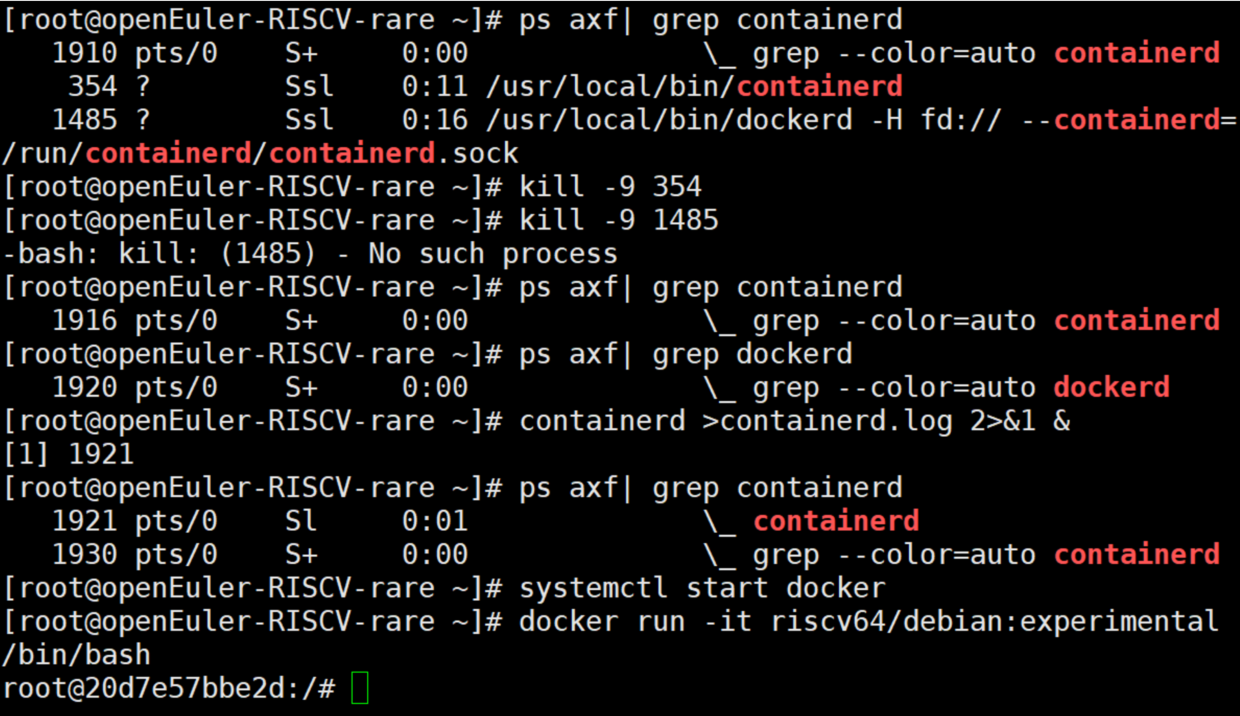 [root@openEuler-RISCV-rare ~]# ps axf| grep containerd
   1910 pts/0    S+     0:00              \_ grep --color=auto containerd
    354 ?        Ssl    0:11 /usr/local/bin/containerd
   1485 ?        Ssl    0:16 /usr/local/bin/dockerd -H fd:// --containerd=
/run/containerd/containerd.sock
[root@openEuler-RISCV-rare ~]# kill -9 354
[root@openEuler-RISCV-rare ~]# kill -9 1485
-bash: kill: (1485) - No such process
[root@openEuler-RISCV-rare ~]# ps axf| grep containerd
   1916 pts/0    S+     0:00              \_ grep --color=auto containerd
[root@openEuler-RISCV-rare ~]# ps axf| grep dockerd
   1920 pts/0    S+     0:00              \_ grep --color=auto dockerd
[root@openEuler-RISCV-rare ~]# containerd >containerd.log 2>&1 &
[1] 1921
[root@openEuler-RISCV-rare ~]# ps axf| grep containerd
   1921 pts/0    Sl     0:01              \_ containerd
   1930 pts/0    S+     0:00              \_ grep --color=auto containerd
[root@openEuler-RISCV-rare ~]# systemctl start docker
[root@openEuler-RISCV-rare ~]# docker run -it riscv64/debian:experimental
/bin/bash
root@20d7e57bbe2d:/#